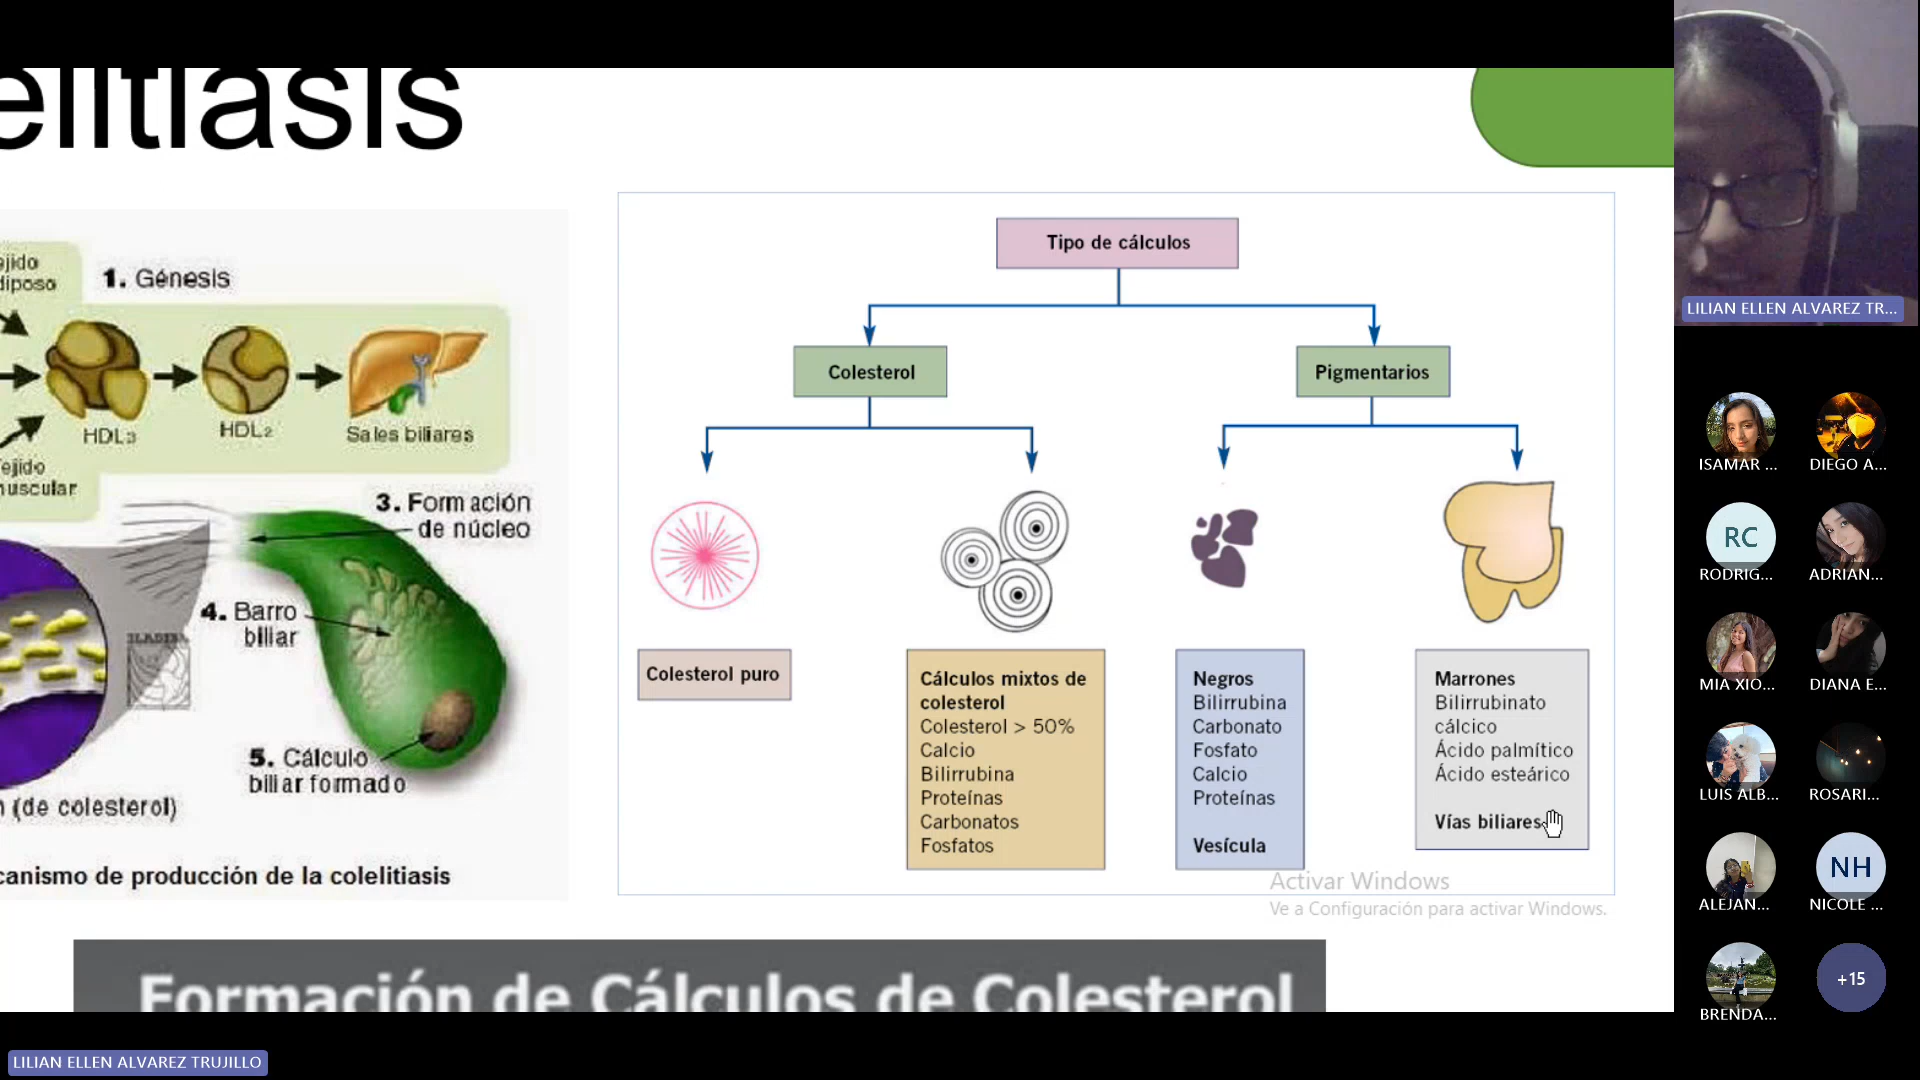 elitiasis
ejido
diposo
1. Génesis
HDL3
HDL2
Sales biliares
ejido
nuscular
3. Formación
de núcleo
4. Barro
biliar
5. Cálculo
biliar formado
n (de colesterol)
canismo de producción de la colelitiasis
Tipo de cálculos
Colesterol
Pigmentarios
Colesterol puro
Cálculos mixtos de
colesterol
Colesterol > 50%
Calcio
Bilirrubina
Proteínas
Carbonatos
Fosfatos
Negros
Bilirrubina
Carbonato
Fosfato
Calcio
Proteínas
Vesícula
Marrones
Bilirrubinato
cálcico
Ácido palmítico
Ácido esteárico
Vías biliares
Activar Windows
Ve a Configuración para activar Windows.
Formación de Cálculos de Colesterol
LILIAN ELLEN ALVAREZ TR...
ISAMAR ...
DIEGO A...
RC
RODRIG...
ADRIAN...
MIA XIO...
DIANA E...
LUIS ALB...
ROSARI...
ALEJAN...
NH
NICOLE ...
BRENDA...
+15
LILIAN ELLEN ALVAREZ TRUJILLO